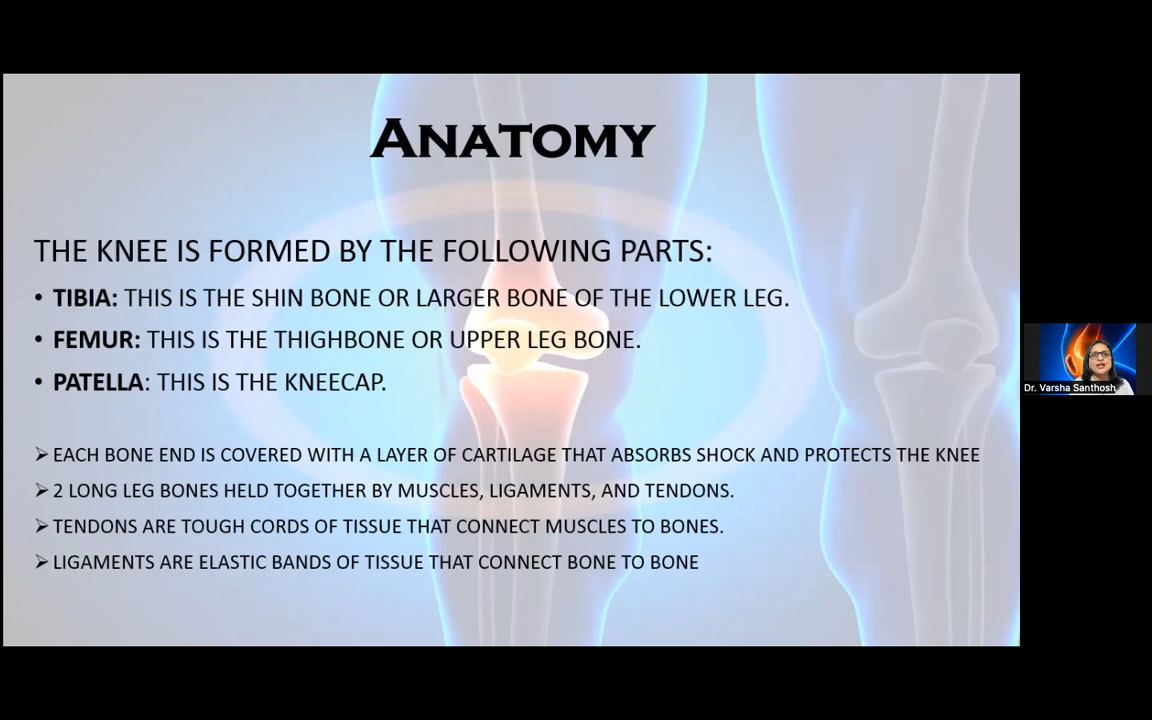 ANATOMY
THE KNEE IS FORMED BY THE FOLLOWING PARTS:
• TIBIA: THIS IS THE SHIN BONE OR LARGER BONE OF THE LOWER LEG.
• FEMUR: THIS IS THE THIGHBONE OR UPPER LEG BONE.
• PATELLA: THIS IS THE KNEECAP.
➢ EACH BONE END IS COVERED WITH A LAYER OF CARTILAGE THAT ABSORBS SHOCK AND PROTECTS THE KNEE
➢ 2 LONG LEG BONES HELD TOGETHER BY MUSCLES, LIGAMENTS, AND TENDONS.
➢ TENDONS ARE TOUGH CORDS OF TISSUE THAT CONNECT MUSCLES TO BONES.
➢ LIGAMENTS ARE ELASTIC BANDS OF TISSUE THAT CONNECT BONE TO BONE
Dr. Varsha Santhosh